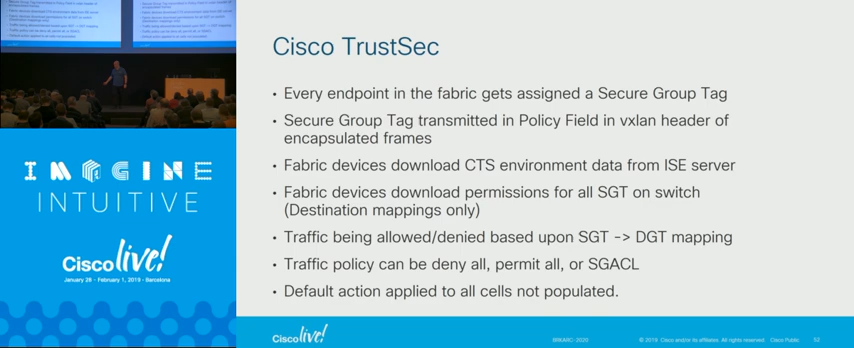 IMAGINE
INTUITIVE
Cisco live!
January 28 - February 1, 2019 · Barcelona
Cisco TrustSec
• Every endpoint in the fabric gets assigned a Secure Group Tag
• Secure Group Tag transmitted in Policy Field in vxlan header of
encapsulated frames
• Fabric devices download CTS environment data from ISE server
• Fabric devices download permissions for all SGT on switch
(Destination mappings only)
• Traffic being allowed/denied based upon SGT -> DGT mapping
• Traffic policy can be deny all, permit all, or SGACL
• Default action applied to all cells not populated.
Cisco live!
© 2019 Cisco and/or its affiliates. All rights reserved. Cisco Public
52